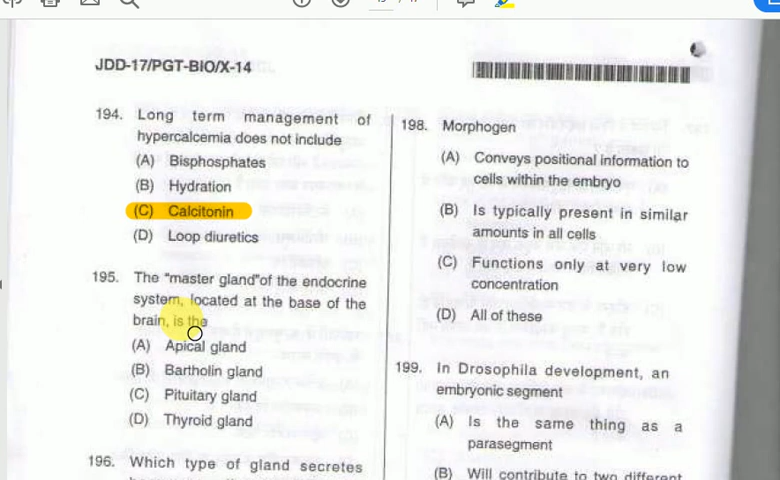 JDD-17/PGT-BIO/X-14
194. Long term management of
hypercalcemia does not include
(A) Bisphosphates
(B) Hydration
(C) Calcitonin
(D) Loop diuretics
195. The "master gland"of the endocrine
system, located at the base of the
brain, is the
(A) Apical gland
(B) Bartholin gland
(C) Pituitary gland
(D) Thyroid gland
196. Which type of gland secretes
198. Morphogen
(A) Conveys positional information to
cells within the embryo
(B) Is typically present in similar
amounts in all cells
(C) Functions only at very low
concentration
(D) All of these
199. In Drosophila development, an
embryonic segment
(A) Is the same thing as a
parasegment
(B) Will contribute to two different